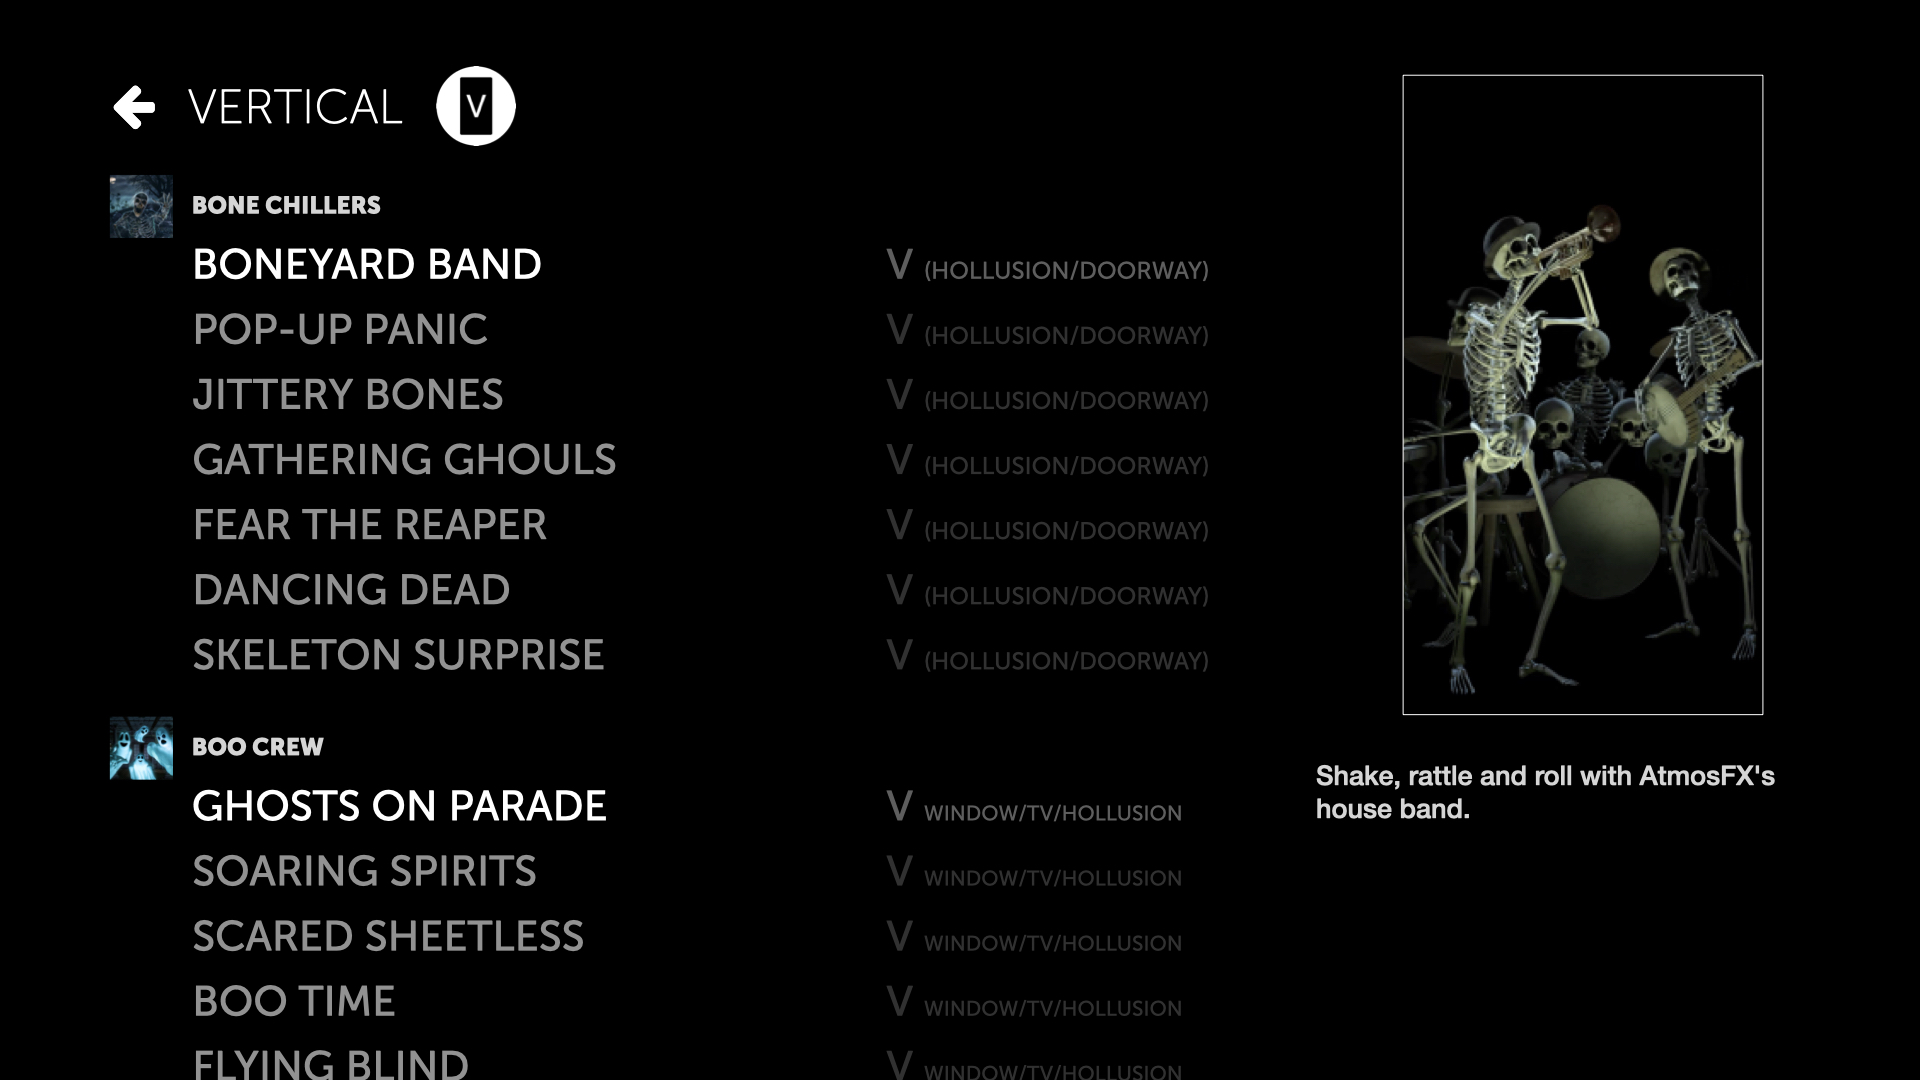 VERTICAL V
BONE CHILLERS
BONEYARD BAND V (HOLLUSION/DOORWAY)
POP-UP PANIC V (HOLLUSION/DOORWAY)
JITTERY BONES V (HOLLUSION/DOORWAY)
GATHERING GHOULS V (HOLLUSION/DOORWAY)
FEAR THE REAPER V (HOLLUSION/DOORWAY)
DANCING DEAD V (HOLLUSION/DOORWAY)
SKELETON SURPRISE V (HOLLUSION/DOORWAY)
BOO CREW
GHOSTS ON PARADE V WINDOW/TV/HOLLUSION
SOARING SPIRITS V WINDOW/TV/HOLLUSION
SCARED SHEETLESS V WINDOW/TV/HOLLUSION
BOO TIME V WINDOW/TV/HOLLUSION
FLYING BLIND V WINDOW/TV/HOLLUSION
Shake, rattle and roll with AtmosFX's
house band.